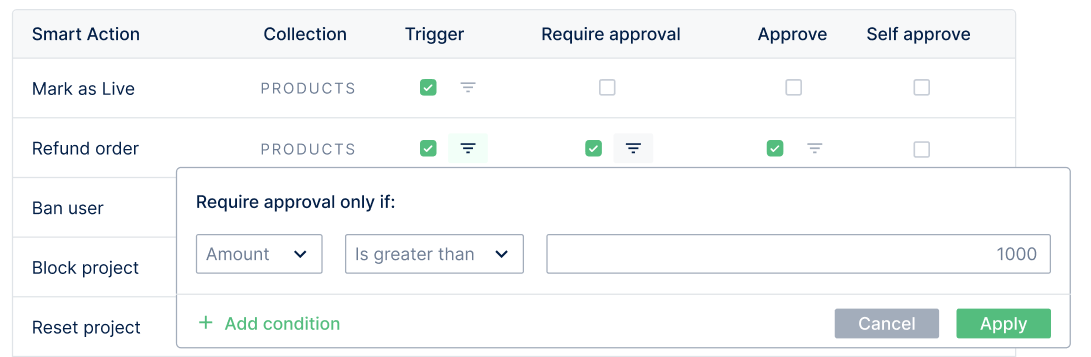 Smart Action Collection Trigger Require approval Approve Self approve
Mark as Live PRODUCTS
Refund order PRODUCTS
Require approval only if:
Ban user
Amount Is greater than 1000
Block project
Add condition Cancel Apply
Reset project